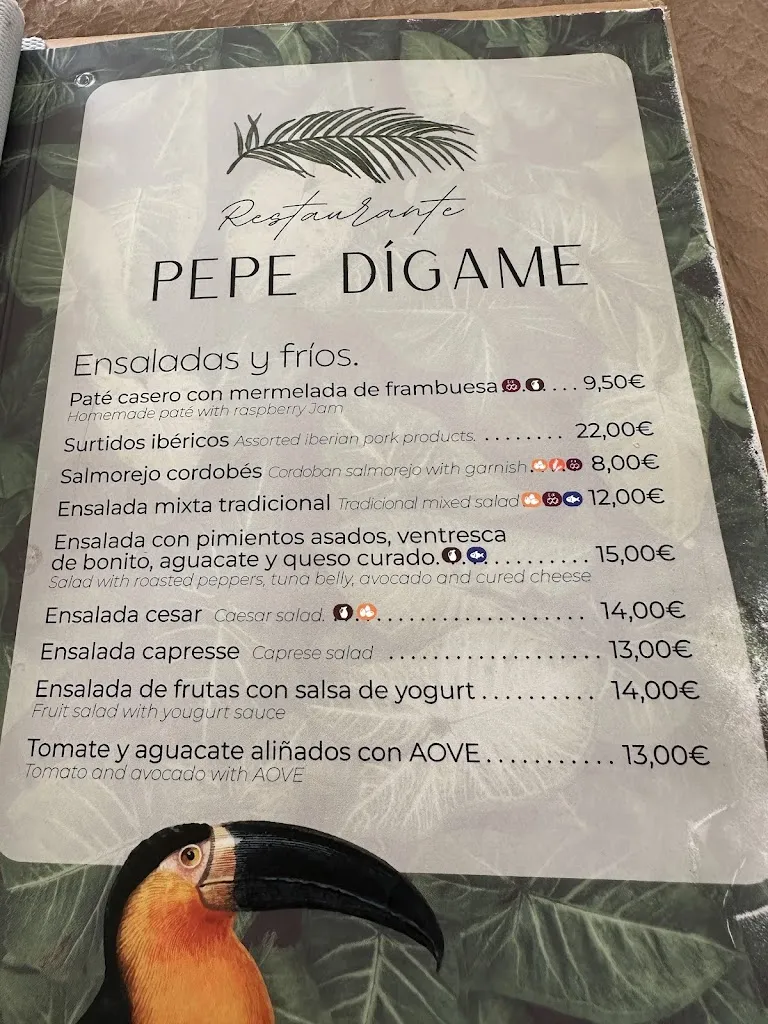 Restaurante
PEPE DÍGAME
Ensaladas y fríos.
Paté casero con mermelada de frambuesa . . . . 9,50€
Homemade paté with raspberry Jam
Surtidos ibéricos Assorted iberian pork products. . . . . . . . . 22,00€
Salmorejo cordobés Cordoban salmorejo with garnish. 8,00€
Ensalada mixta tradicional Tradicional mixed salad 12,00€
Ensalada con pimientos asados, ventresca
de bonito, aguacate y queso curado. . . . . . . . . . . . 15,00€
Salad with roasted peppers, tuna belly, avocado and cured cheese
Ensalada cesar Caesar salad. . . . . . . . . . . . . . . . . . . . . 14,00€
Ensalada capresse Caprese salad . . . . . . . . . . . . . . . . . 13,00€
Ensalada de frutas con salsa de yogurt . . . . . . . . . . 14,00€
Fruit salad with yougurt sauce
Tomate y aguacate aliñados con AOVE . . . . . . . . . . . 13,00€
Tomato and avocado with AOVE